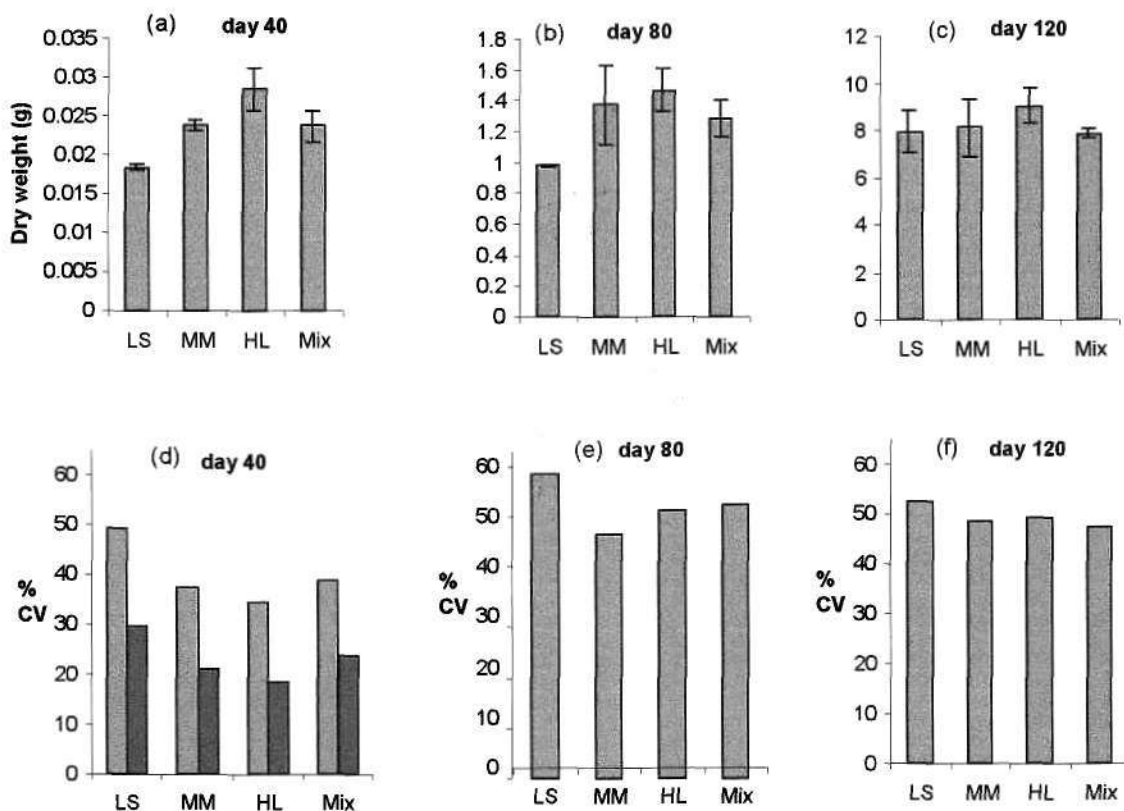 (a) day 40
Dry weight (g)
0.035
0.03
0.025
0.02
0.015
0.01
0.005
0
LS MM HL Mix
(b) day 80
1.8
1.6
1.4
1.2
1
0.8
0.6
0.4
0.2
0
LS MM HL Mix
(c) day 120
12
10
8
6
4
2
0
LS MM HL Mix
(d) day 40
% CV
60
50
40
30
20
10
0
LS MM HL Mix
(e) day 80
% CV
60
50
40
30
20
10
0
LS MM HL Mix
(f) day 120
% CV
60
50
40
30
20
10
0
LS MM HL Mix